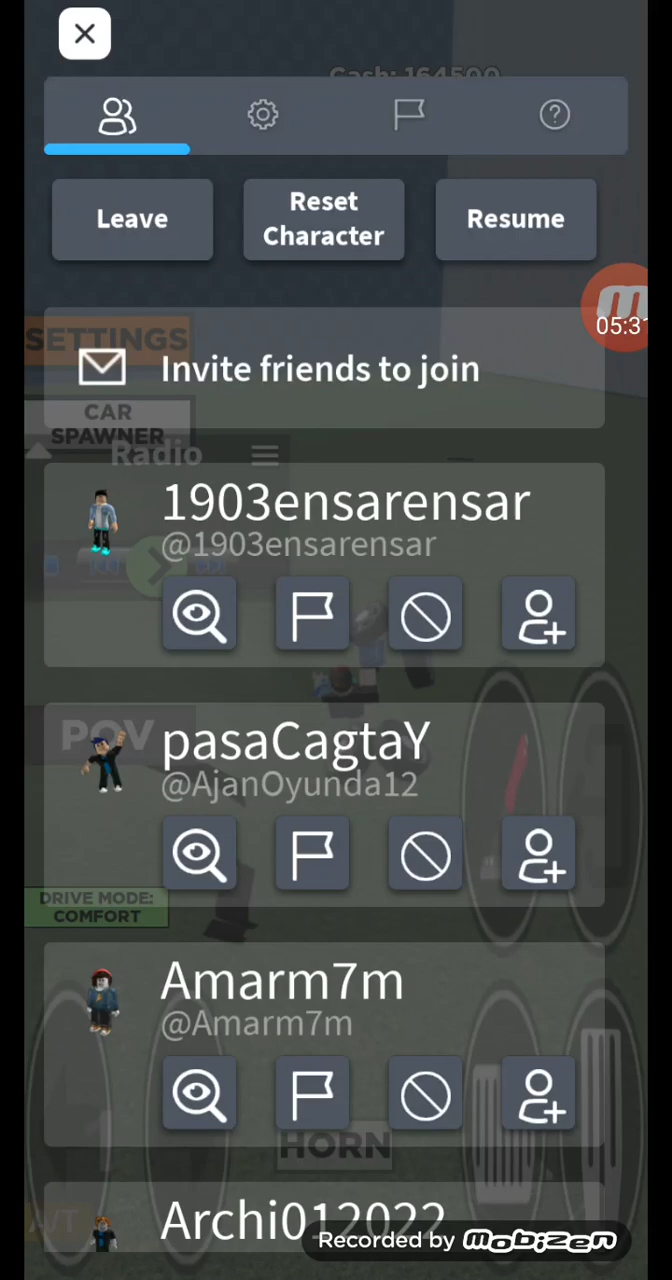 Cash: 164500
Leave
Reset
Character
Resume
05:31
SETTINGS
Invite friends to join
CAR
SPAWNER
Radio
1903ensarensar
@1903ensarensar
POV
pasaCagtaY
@AjanOyunda12
DRIVE MODE:
COMFORT
Amarm7m
@Amarm7m
HORN
Archi012022
Recorded by mobizen